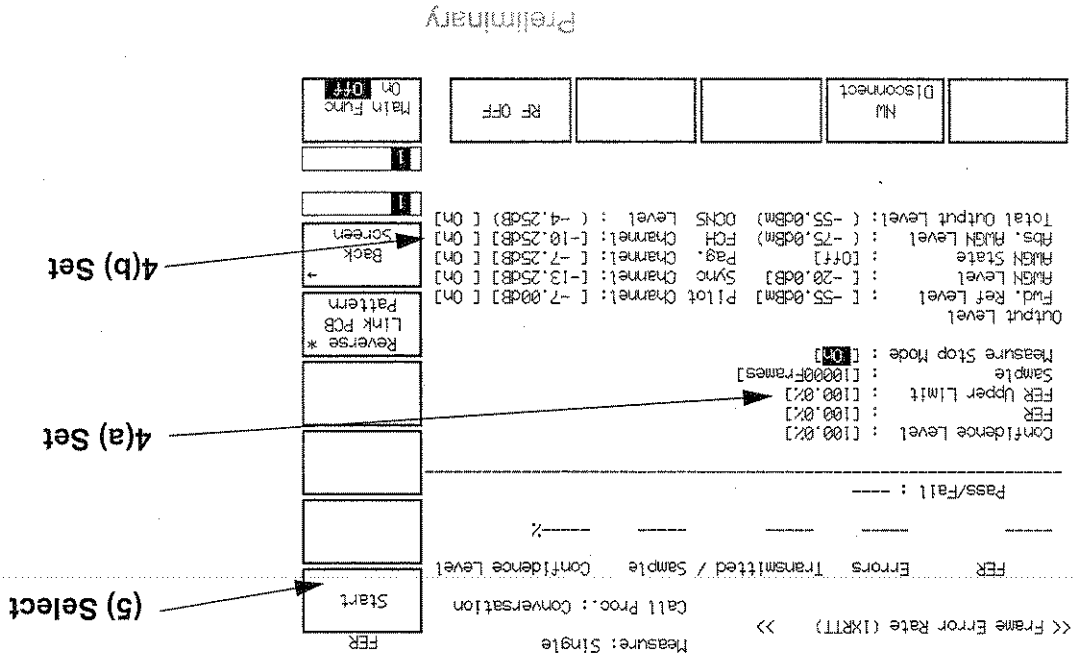 << Frame Error Rate (1XRTT) >>
Measure: Single
Call Proc.: Conversation
FER
Start
(5) Select
FER Errors Transmitted / Sample Confidence Level
----- ----- ----- ----- -----%
Pass/Fail : ----
Confidence Level : [100.0%]
FER : [100.0%]
FER Upper Limit : [100.0%]
Sample : [10000Frames]
Measure Stop Mode : [On]
4(a) Set
Output Level
Fwd. Ref Level : [ -55.0dBm] Pilot Channel: [ -7.00dB] [ On]
AWGN Level : [ -20.0dB] Sync Channel: [-13.25dB] [ On]
AWGN State : [Off] Pag. Channel: [ -7.25dB] [ On]
Abs. AWGN Level : ( -75.0dBm) FCH Channel: [-10.25dB] [ On]
Total Output Level: ( -55.0dBm) OCNS Level : ( -4.25dB) [ On]
Reverse *
Link PCB
Pattern
→
Back
Screen
4(b) Set
1
1
Main Func
On Off
NW
Disconnect
RF OFF
Preliminary